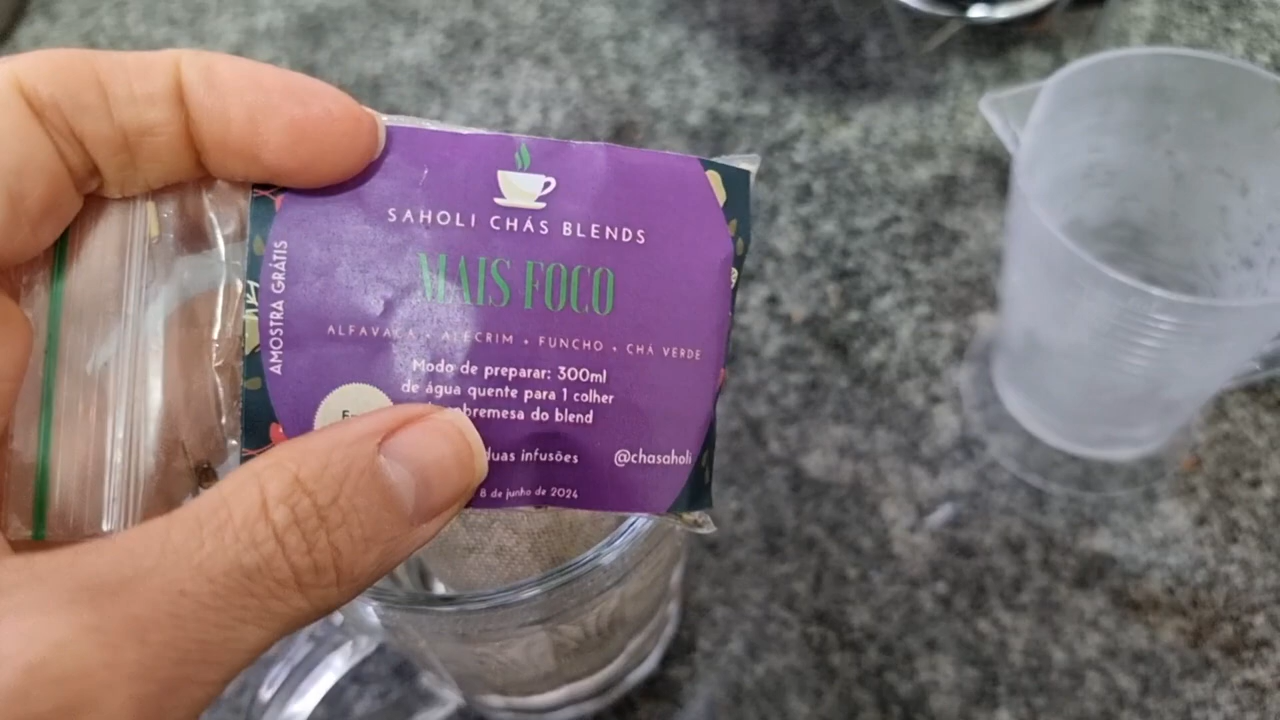 SAHOLI CHÁS BLENDS
MAIS FOCO
ALFAVACA • ALECRIM • FUNCHO • CHÁ VERDE
Modo de preparar: 300ml
de água quente para 1 colher
sobremesa do blend
duas infusões
@chasaholi
8 de junho de 2024
AMOSTRA GRÁTIS